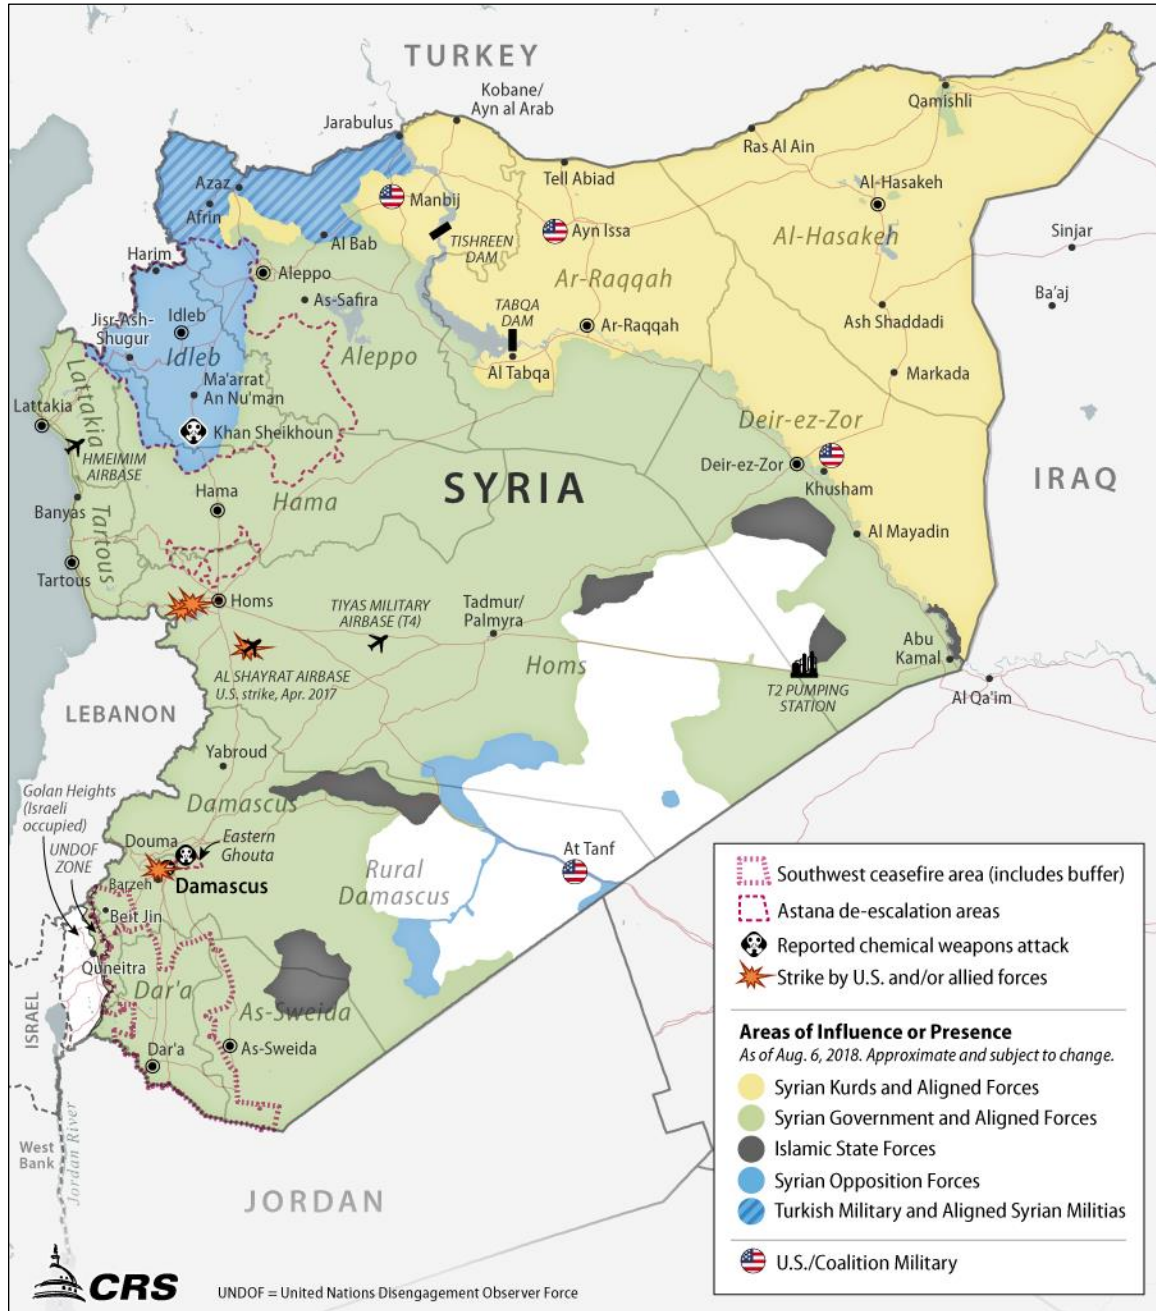 TURKEY
Kobane/
Ayn al Arab
Jarabulus
Qamishli
Ras Al Ain
Tell Abiad
Azaz
Afrin
Manbij
Al-Hasakeh
Ayn Issa
Al-Hasakeh
Sinjar
Al Bab
TISHREEN
DAM
Harim
Aleppo
Ar-Raqqah
As-Safira
Ba'aj
Idleb
TABQA
DAM
Ar-Raqqah
Ash Shaddadi
Jisr-Ash-
Shugur
Idleb
Aleppo
Al Tabqa
Markada
Ma'arrat
An Nu'man
Lattakia
Lattakia
Khan Sheikhoun
Deir-ez-Zor
HMEIMIM
AIRBASE
Deir-ez-Zor
Khusham
SYRIA
IRAQ
Hama
Hama
Banyas
Tartous
Al Mayadin
Tartous
Homs
TIYAS MILITARY
AIRBASE (T4)
Tadmur/
Palmyra
Abu
Kamal
Homs
AL SHAYRAT AIRBASE
U.S. strike, Apr. 2017
T2 PUMPING
STATION
Al Qa'im
LEBANON
Yabroud
Golan Heights
(Israeli
occupied)
Damascus
UNDOF
ZONE
Douma
Eastern
Ghouta
At Tanf
Barzeh
Damascus
Rural
Damascus
Beit Jin
Quneitra
Dar'a
As-Sweida
ISRAEL
Dar'a
As-Sweida
West
Bank
Jordan River
JORDAN
Southwest ceasefire area (includes buffer)
Astana de-escalation areas
Reported chemical weapons attack
Strike by U.S. and/or allied forces
Areas of Influence or Presence
As of Aug. 6, 2018. Approximate and subject to change.
Syrian Kurds and Aligned Forces
Syrian Government and Aligned Forces
Islamic State Forces
Syrian Opposition Forces
Turkish Military and Aligned Syrian Militias
U.S./Coalition Military
CRS
UNDOF = United Nations Disengagement Observer Force